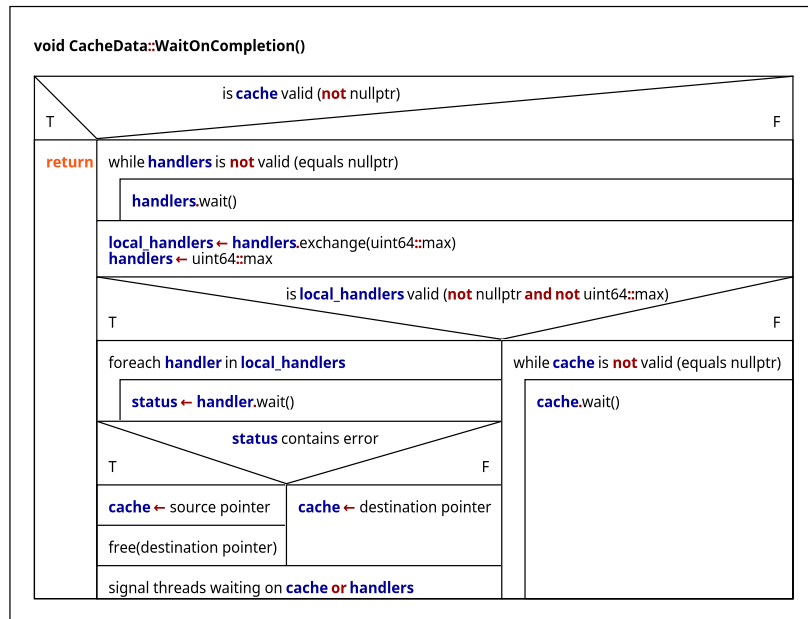 void CacheData::WaitOnCompletion()
is cache valid (not nullptr)
T F
return while handlers is not valid (equals nullptr)
handlers.wait()
local_handlers ← handlers.exchange(uint64::max)
handlers ← uint64::max
is local_handlers valid (not nullptr and not uint64::max)
T F
foreach handler in local_handlers while cache is not valid (equals nullptr)
status ← handler.wait() cache.wait()
status contains error
T F
cache ← source pointer cache ← destination pointer
free(destination pointer)
signal threads waiting on cache or handlers